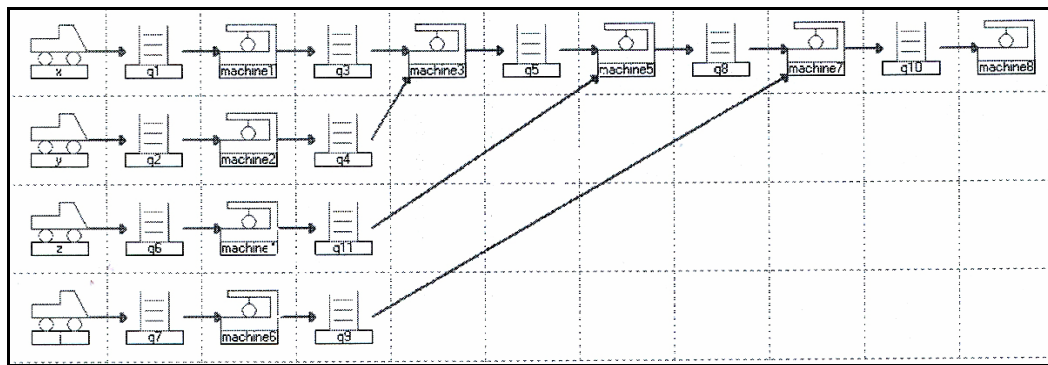 x q1 machine1 q3 machine3 q5 machine5 q8 machine7 q10 machine8
y q2 machine2 q4
z q6 q11
q7 machine6 q9